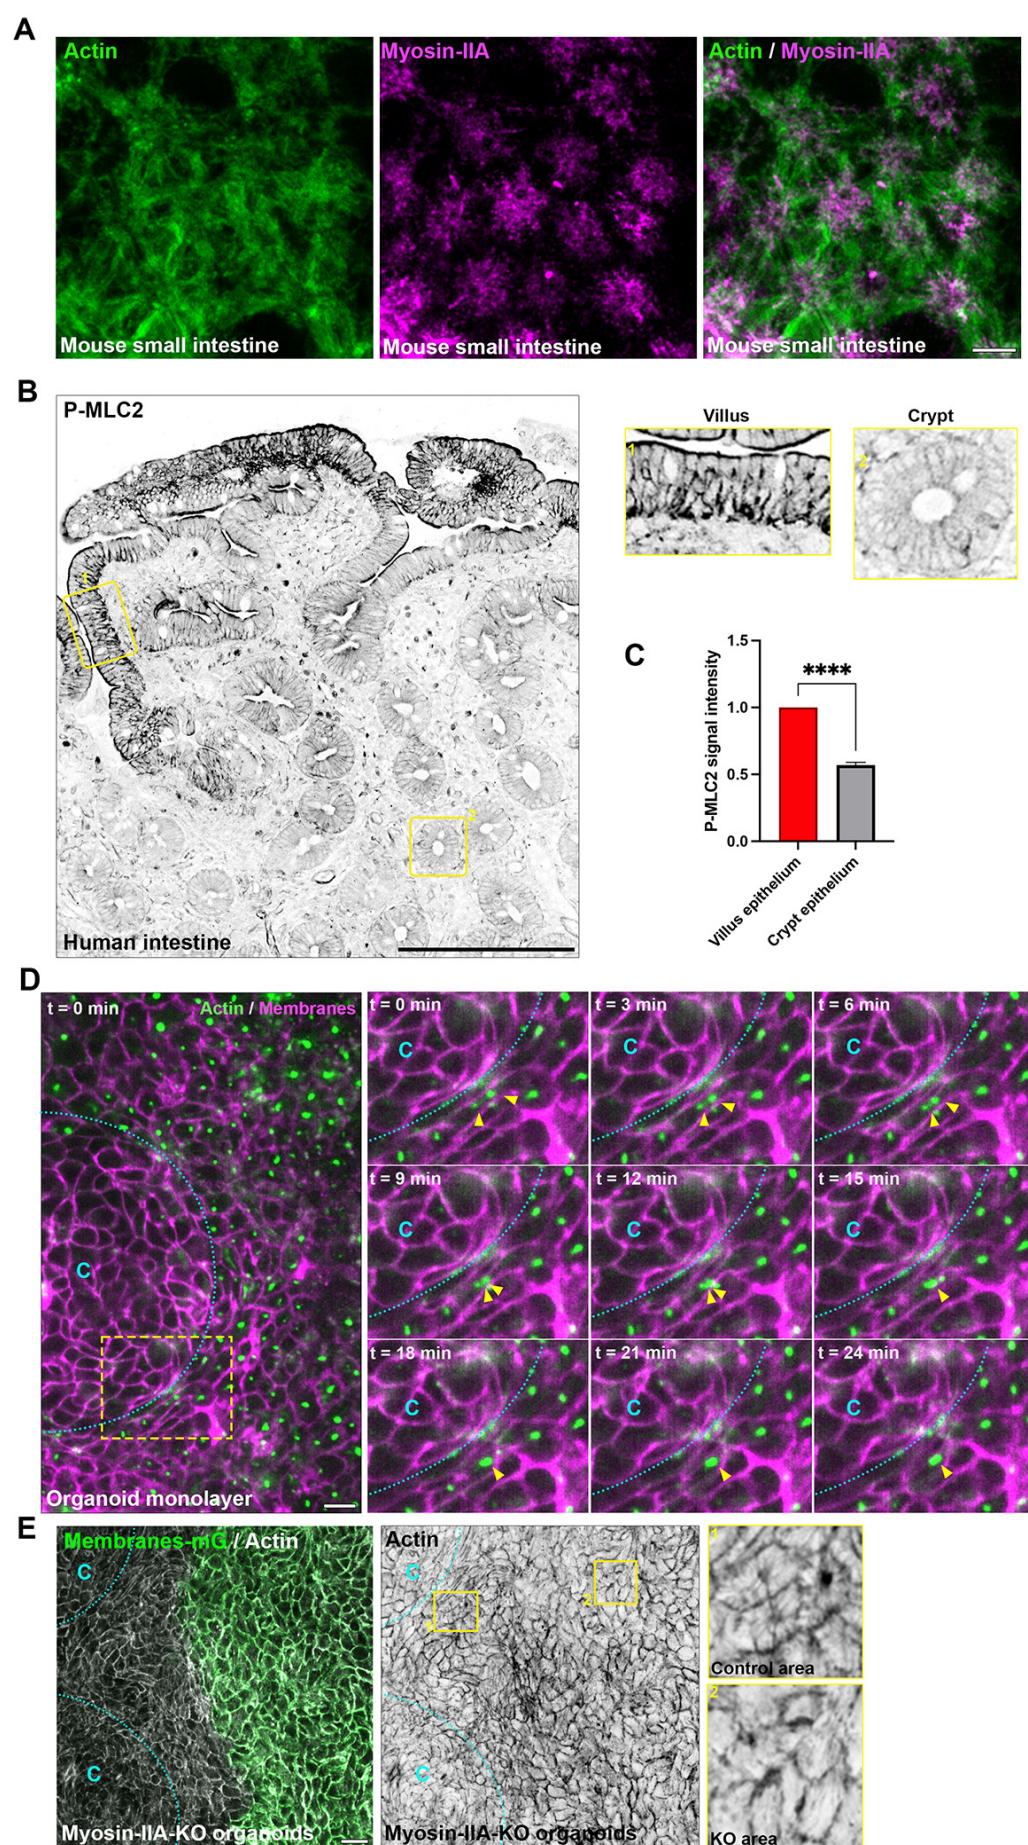 A
Actin
Mouse small intestine
Myosin-IIA
Mouse small intestine
Actin / Myosin-IIA
Mouse small intestine
B
P-MLC2
1
2
Human intestine
Villus
1
Crypt
2
C
P-MLC2 signal intensity
1.5
1.0
0.5
0.0
****
Villus epithelium
Crypt epithelium
D
t = 0 min
Actin / Membranes
C
Organoid monolayer
t = 0 min
C
t = 3 min
C
t = 6 min
C
t = 9 min
C
t = 12 min
C
t = 15 min
C
t = 18 min
C
t = 21 min
C
t = 24 min
C
E
Membranes-mG / Actin
C
C
Myosin-IIA-KO organoids
Actin
C
1
2
C
Myosin-IIA-KO organoids
1
Control area
2
KO area